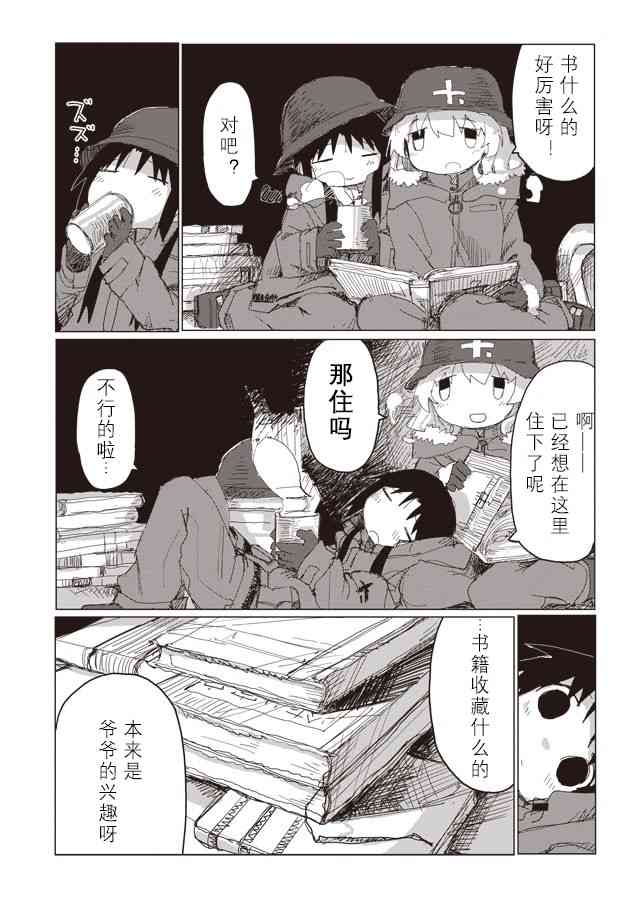 书什么的
好厉害呀！
对吧？
ズズ…
啊——
已经想在这里
住下了呢
那住吗
不行的啦…
…书籍收藏什么的
本来是
爷爷的兴趣呀